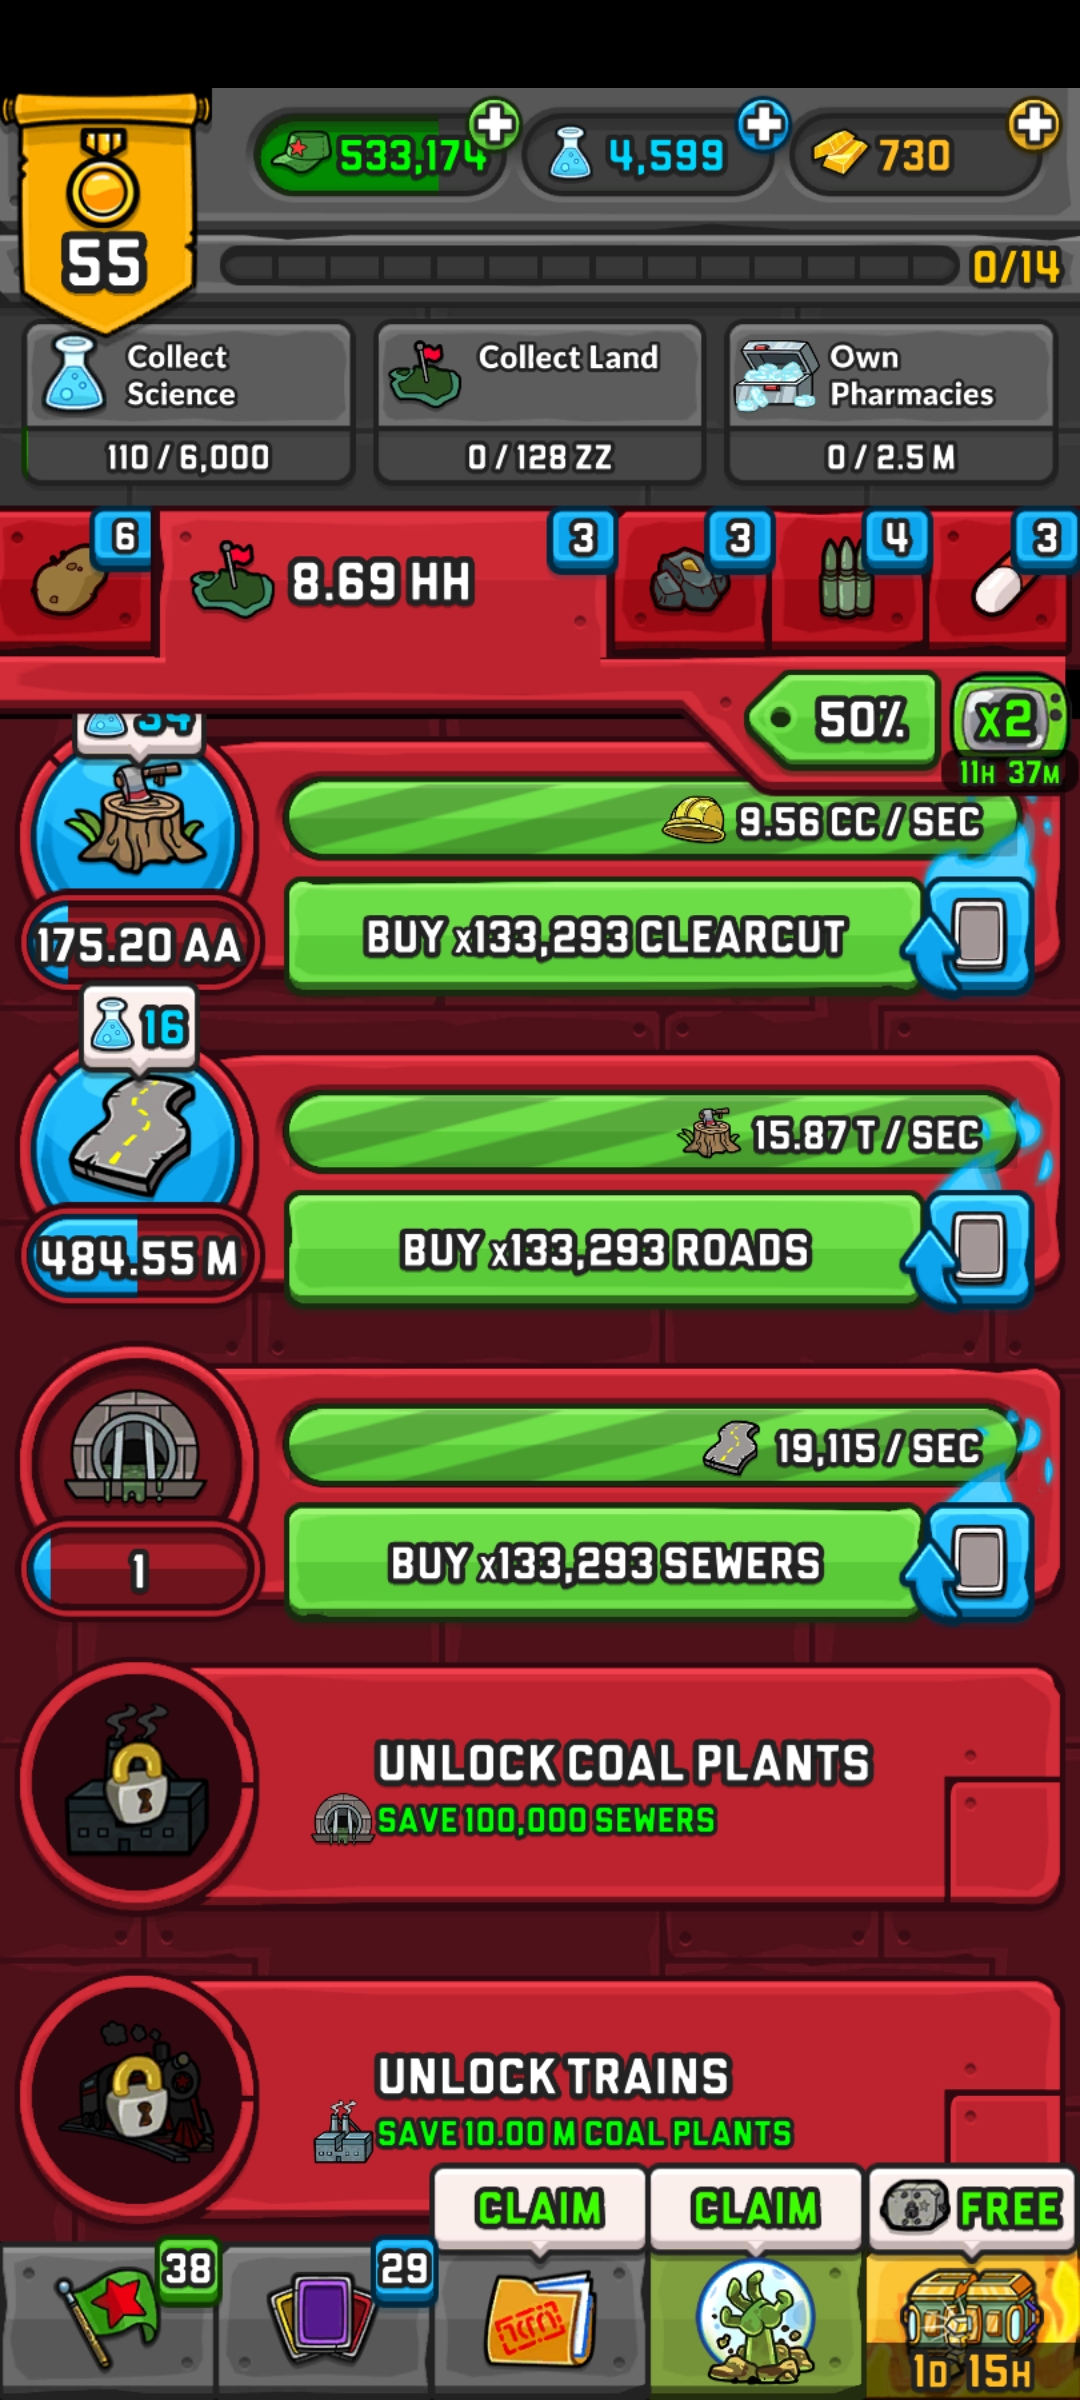 533,174
4,599
730
55
0/14
Collect
Science
Collect Land
Own
Pharmacies
110 / 6,000
0 / 128 ZZ
0 / 2.5 M
6
8.69 HH
3
3
4
3
50%
x2
11H 37M
34
9.56 CC / SEC
175.20 AA
BUY x133,293 CLEARCUT
16
15.87 T / SEC
484.55 M
BUY x133,293 ROADS
19,115 / SEC
1
BUY x133,293 SEWERS
UNLOCK COAL PLANTS
SAVE 100,000 SEWERS
UNLOCK TRAINS
SAVE 10.00 M COAL PLANTS
CLAIM
CLAIM
FREE
38
29
1D 15H